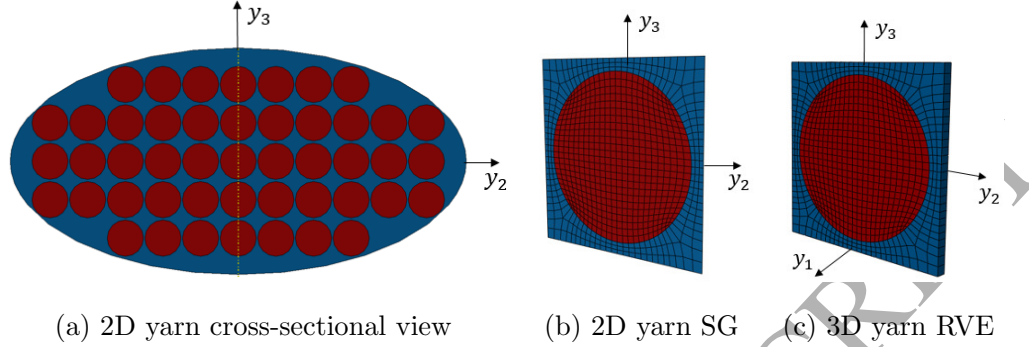 y₃
y₃
y₃
y₂
y₂
y₂
y₁
(a) 2D yarn cross-sectional view
(b) 2D yarn SG
(c) 3D yarn RVE